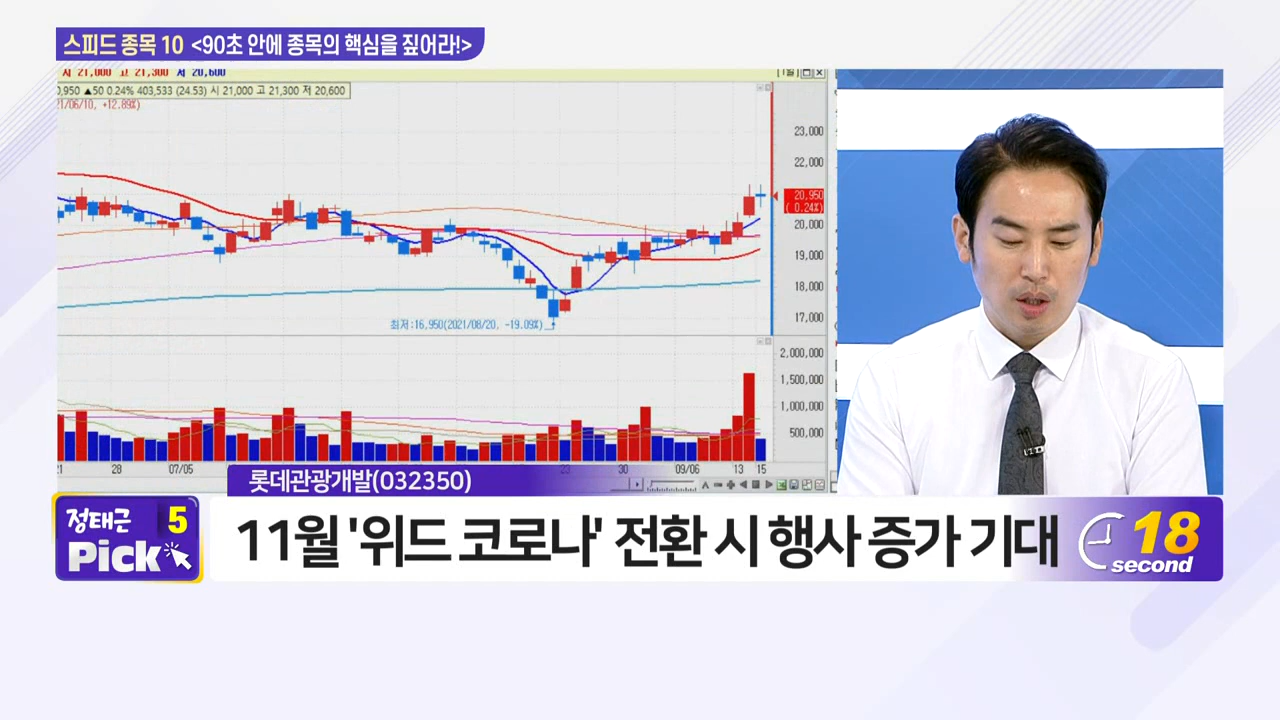 스피드 종목 10 <90초 안에 종목의 핵심을 짚어라!>
시 21,000 고 21,300 저 20,600 [1월]
0,950 ▲50 0.24% 403,533 (24.53) 시 21,000 고 21,300 저 20,600
21/06/10, +12.89%)
23,000
22,000
20,950
( 0.24%)
20,000
19,000
18,000
17,000
최저:16,950(2021/08/20, -19.09%)
2,000,000
1,500,000
1,000,000
500,000
21 28 07/05 23 30 09/06 13 15
롯데관광개발(032350)
정태근 5
Pick
11월 '위드 코로나' 전환 시 행사 증가 기대
18
second